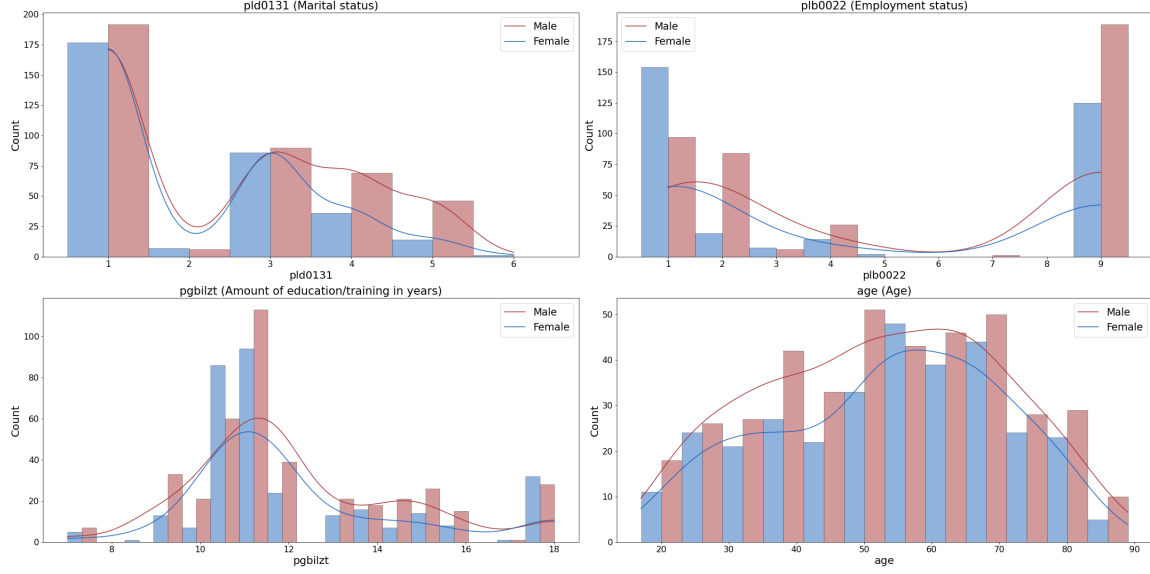 pld0131 (Marital status)
200
175
150
125
100
75
50
25
0
Count
Male
Female
1
2
3
4
5
6
pld0131
plb0022 (Employment status)
175
150
125
100
75
50
25
0
Count
Male
Female
1
2
3
4
5
6
7
8
9
plb0022
pgbilzt (Amount of education/training in years)
100
80
60
40
20
0
Count
Male
Female
8
10
12
14
16
18
pgbilzt
age (Age)
50
40
30
20
10
0
Count
Male
Female
20
30
40
50
60
70
80
90
age